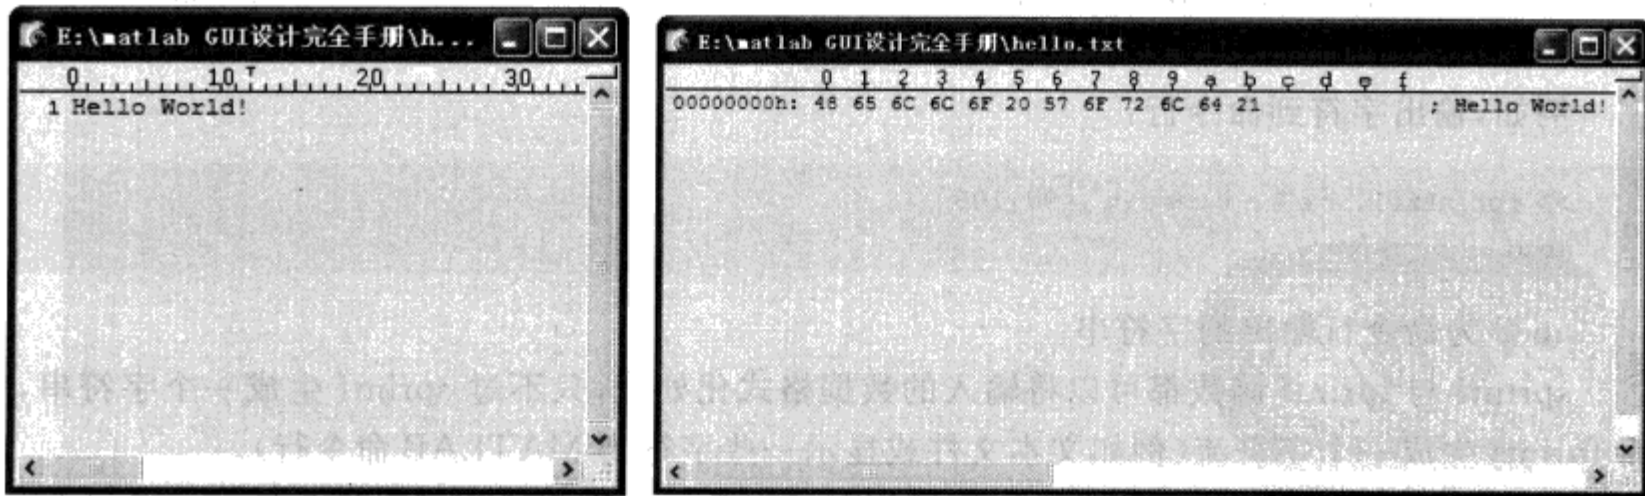 E:\matlab GUI设计完全手册\h...
0 10 20 30
1 Hello World!
E:\matlab GUI设计完全手册\hello.txt
0 1 2 3 4 5 6 7 8 9 a b c d e f
00000000h: 48 65 6C 6C 6F 20 57 6F 72 6C 64 21 ; Hello World!